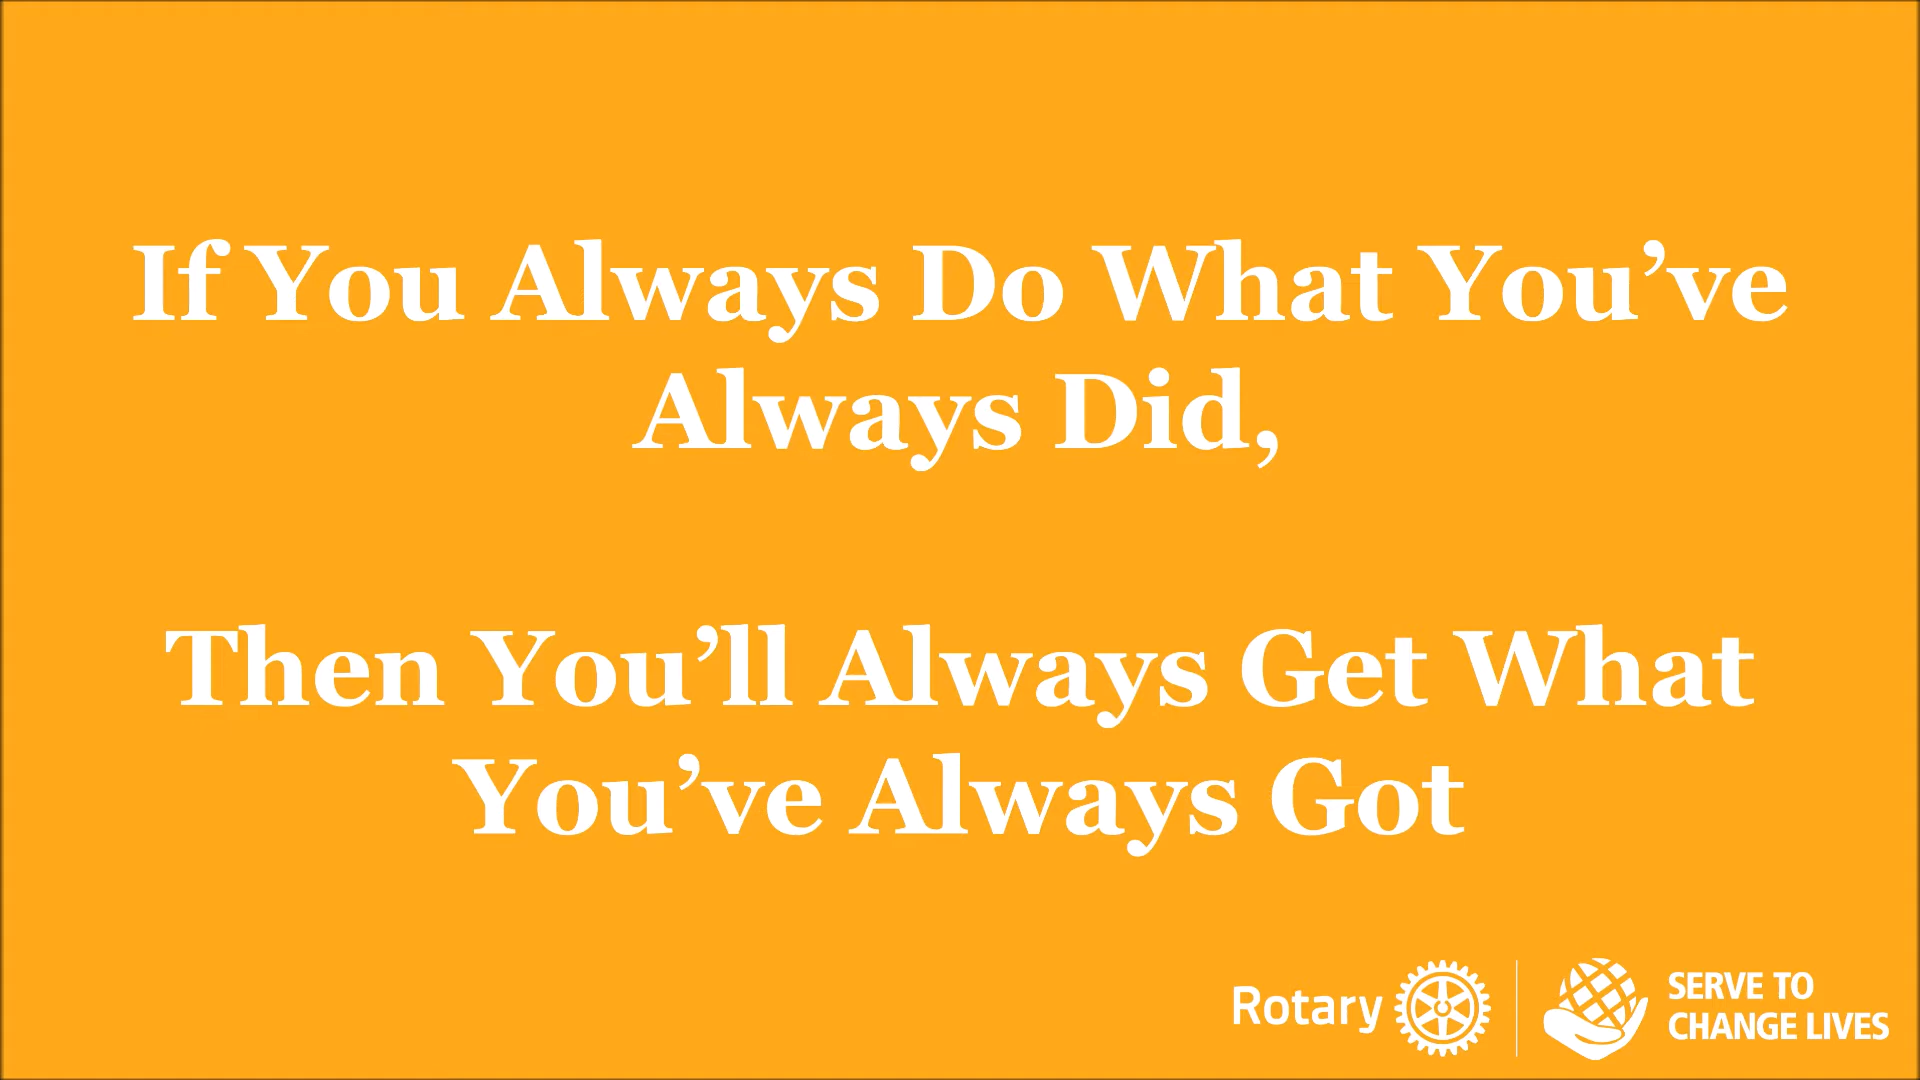 If You Always Do What You’ve
Always Did,
Then You’ll Always Get What
You’ve Always Got
Rotary
SERVE TO
CHANGE LIVES